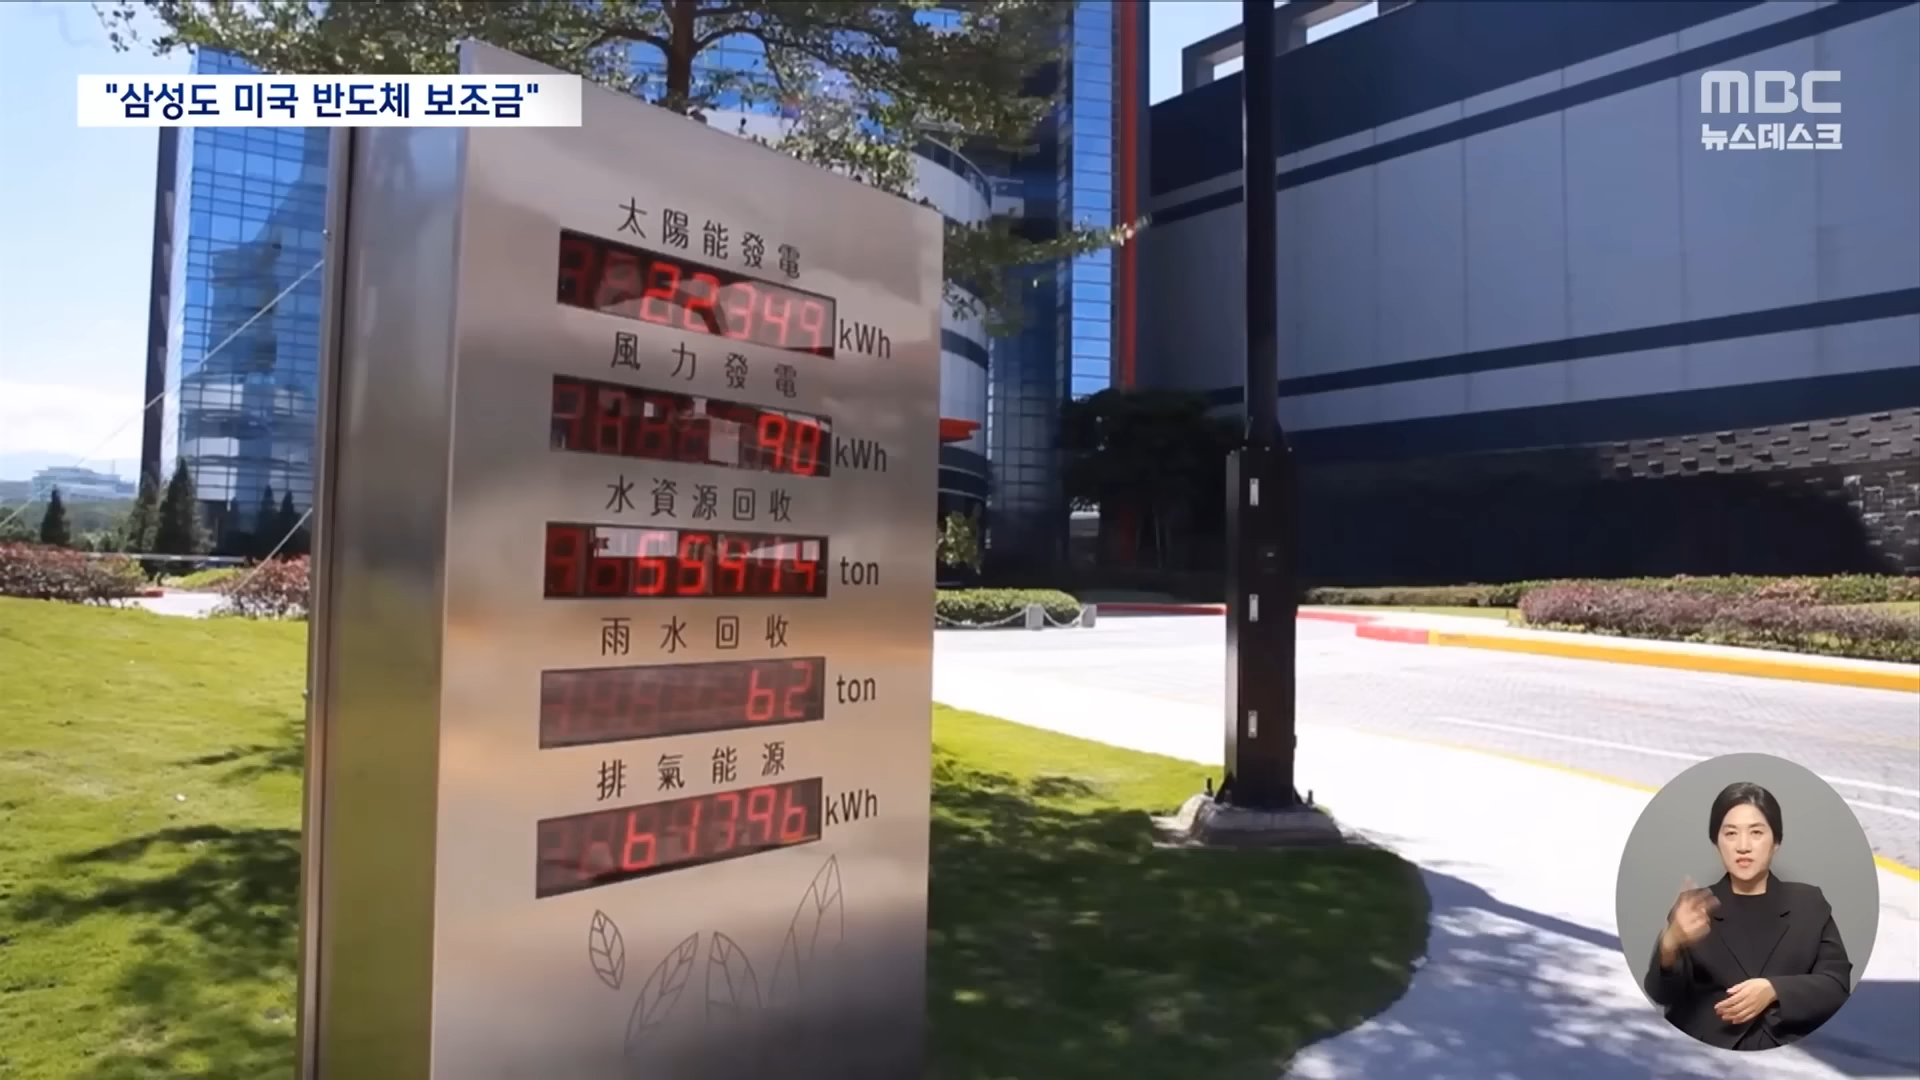 "삼성도 미국 반도체 보조금"
MBC
뉴스데스크
太陽能發電
22349 kWh
風力發電
90 kWh
水資源回收
kWh
ton
雨水回收
62 ton
排氣能源
61396 kWh